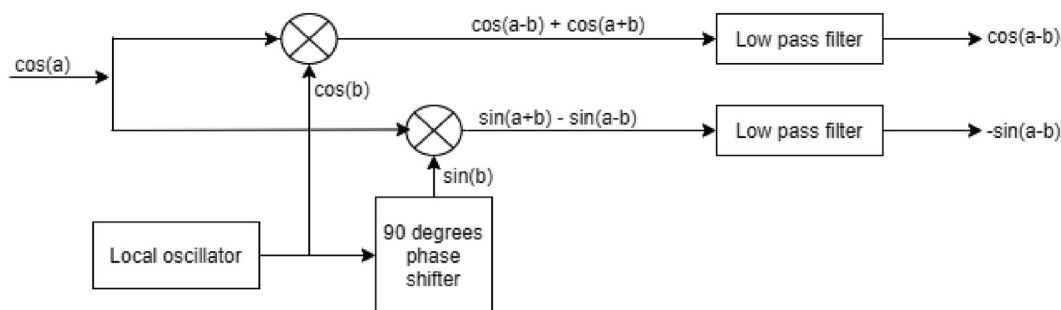 cos(a-b) + cos(a+b)
Low pass filter
cos(a-b)
cos(a)
cos(b)
sin(a+b) - sin(a-b)
Low pass filter
-sin(a-b)
sin(b)
Local oscillator
90 degrees
phase
shifter